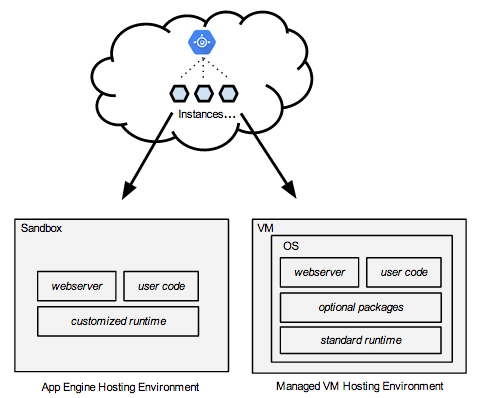 Instances...
Sandbox
webserver
user code
customized runtime
App Engine Hosting Environment
VM
OS
webserver
user code
optional packages
standard runtime
Managed VM Hosting Environment